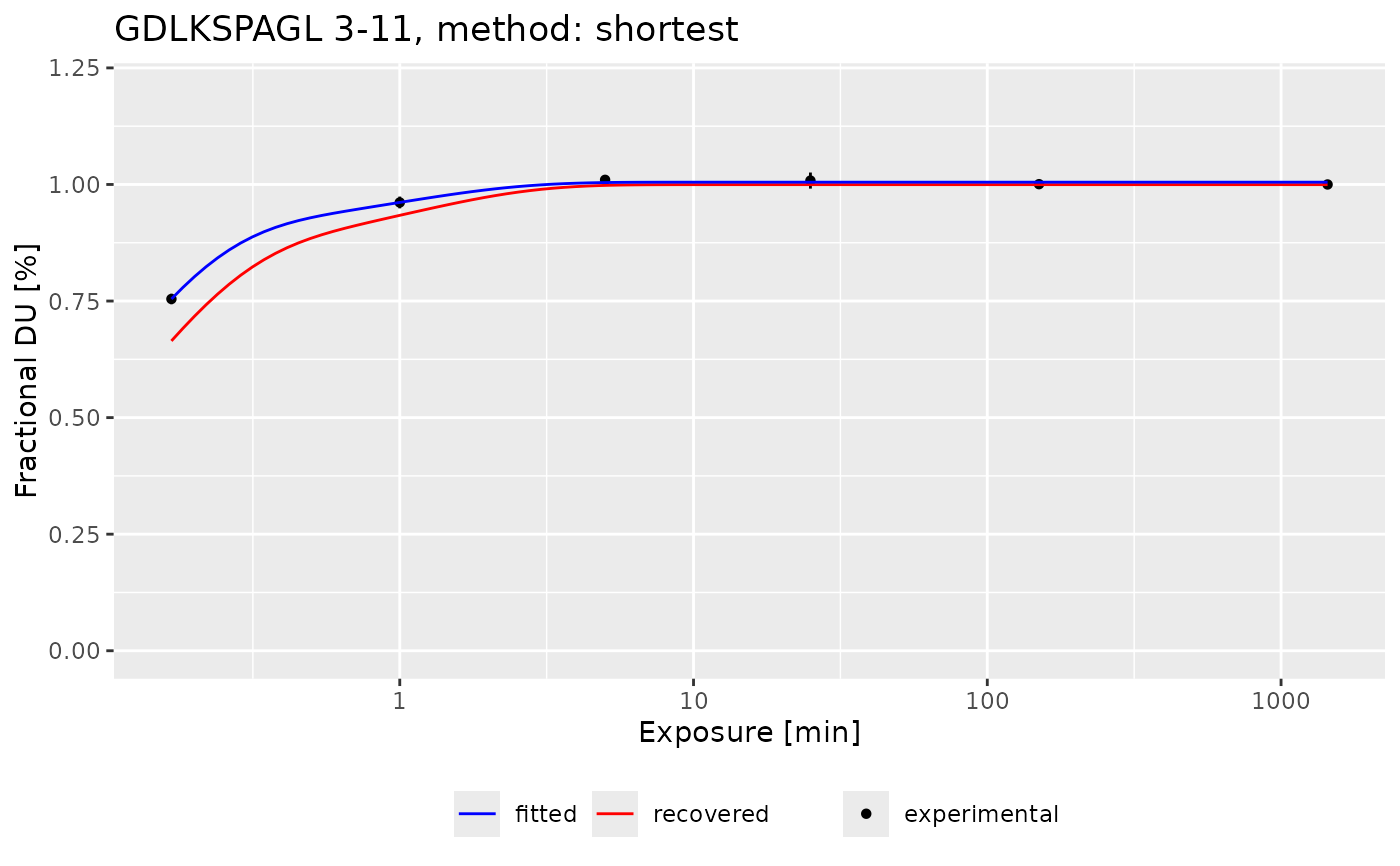 GDLKSPAGL 3-11, method: shortest
Fractional DU [%]
1.25
1.00
0.75
0.50
0.25
0.00
1 10 100 1000
Exposure [min]
fitted recovered experimental